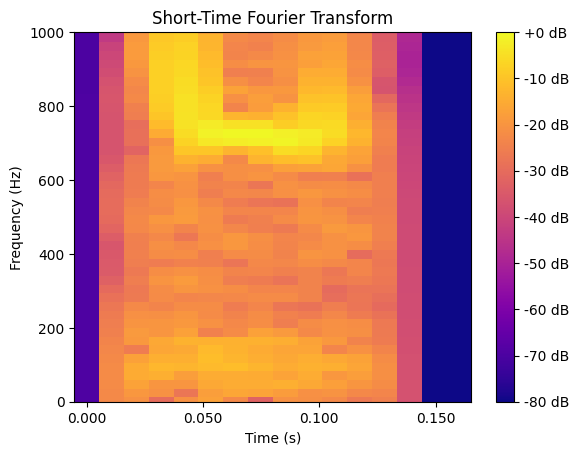 Short-Time Fourier Transform
1000
800
600
400
200
0
Frequency (Hz)
0.000
0.050
0.100
0.150
Time (s)
+0 dB
-10 dB
-20 dB
-30 dB
-40 dB
-50 dB
-60 dB
-70 dB
-80 dB